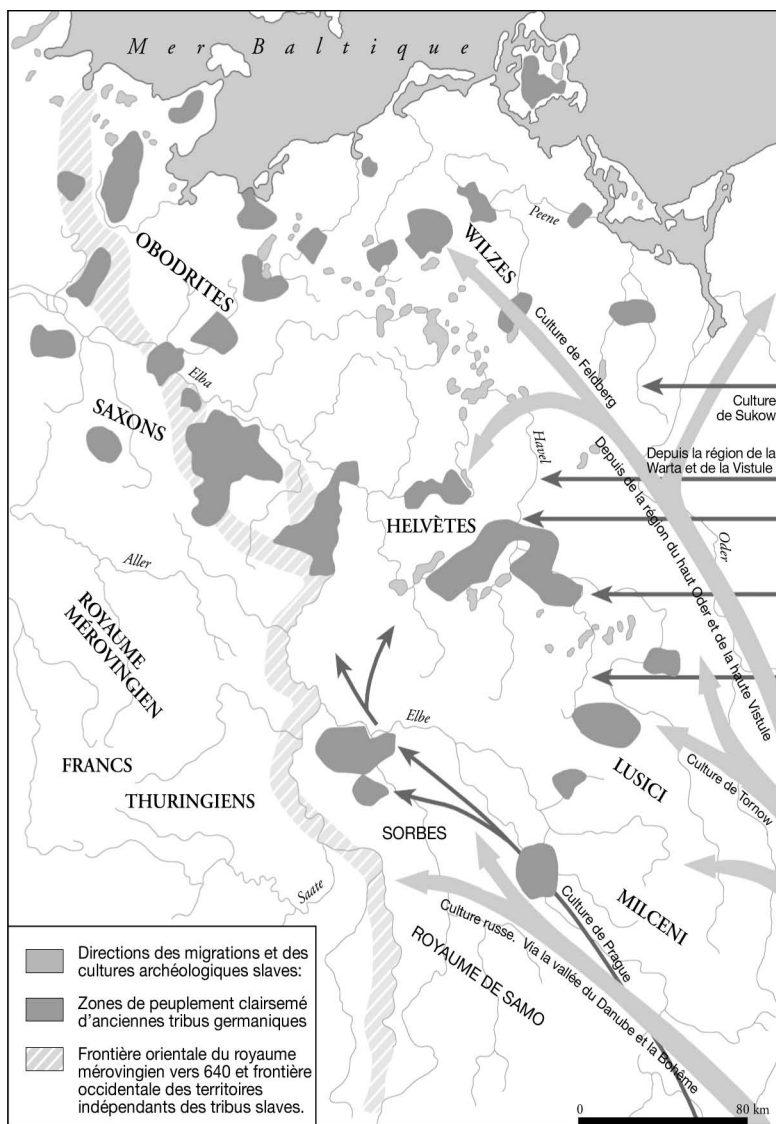 Mer Baltique
Peene
WILZES
OBODRITES
Culture de Feldberg
Elba
Culture
de Sukow
SAXONS
Depuis la région de la
Warta et de la Vistule
Havel
Depuis de la région du haut Oder et de la haute Vistule
HELVÈTES
Oder
Aller
ROYAUME
MÉROVINGIEN
Elbe
FRANCS
THURINGIENS
LUSICI
Culture de Tornow
SORBES
Saate
MILCENI
Culture de Prague
Culture russe. Via la vallée du Danube et la Bohême
ROYAUME DE SAMO
Directions des migrations et des
cultures archéologiques slaves:
Zones de peuplement clairsemé
d'anciennes tribus germaniques
Frontière orientale du royaume
mérovingien vers 640 et frontière
occidentale des territoires
indépendants des tribus slaves.
0 80 km